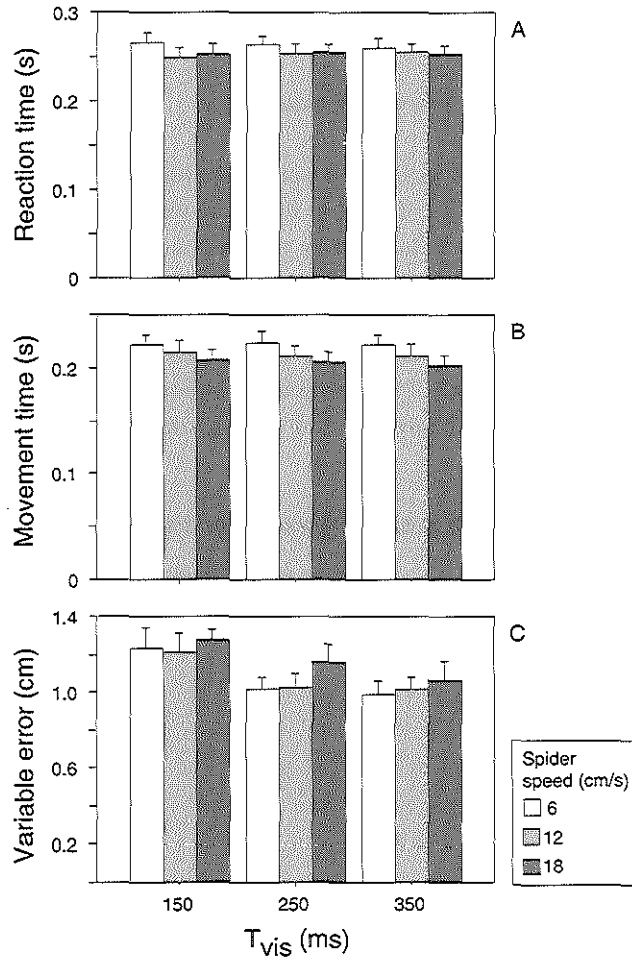 A
Reaction time (s)
0.3
0.2
0.1
0
B
Movement time (s)
0.2
0.1
0
C
Variable error (cm)
1.4
1.0
0.6
0.2
150
250
350
Tvis (ms)
Spider
speed (cm/s)
6
12
18